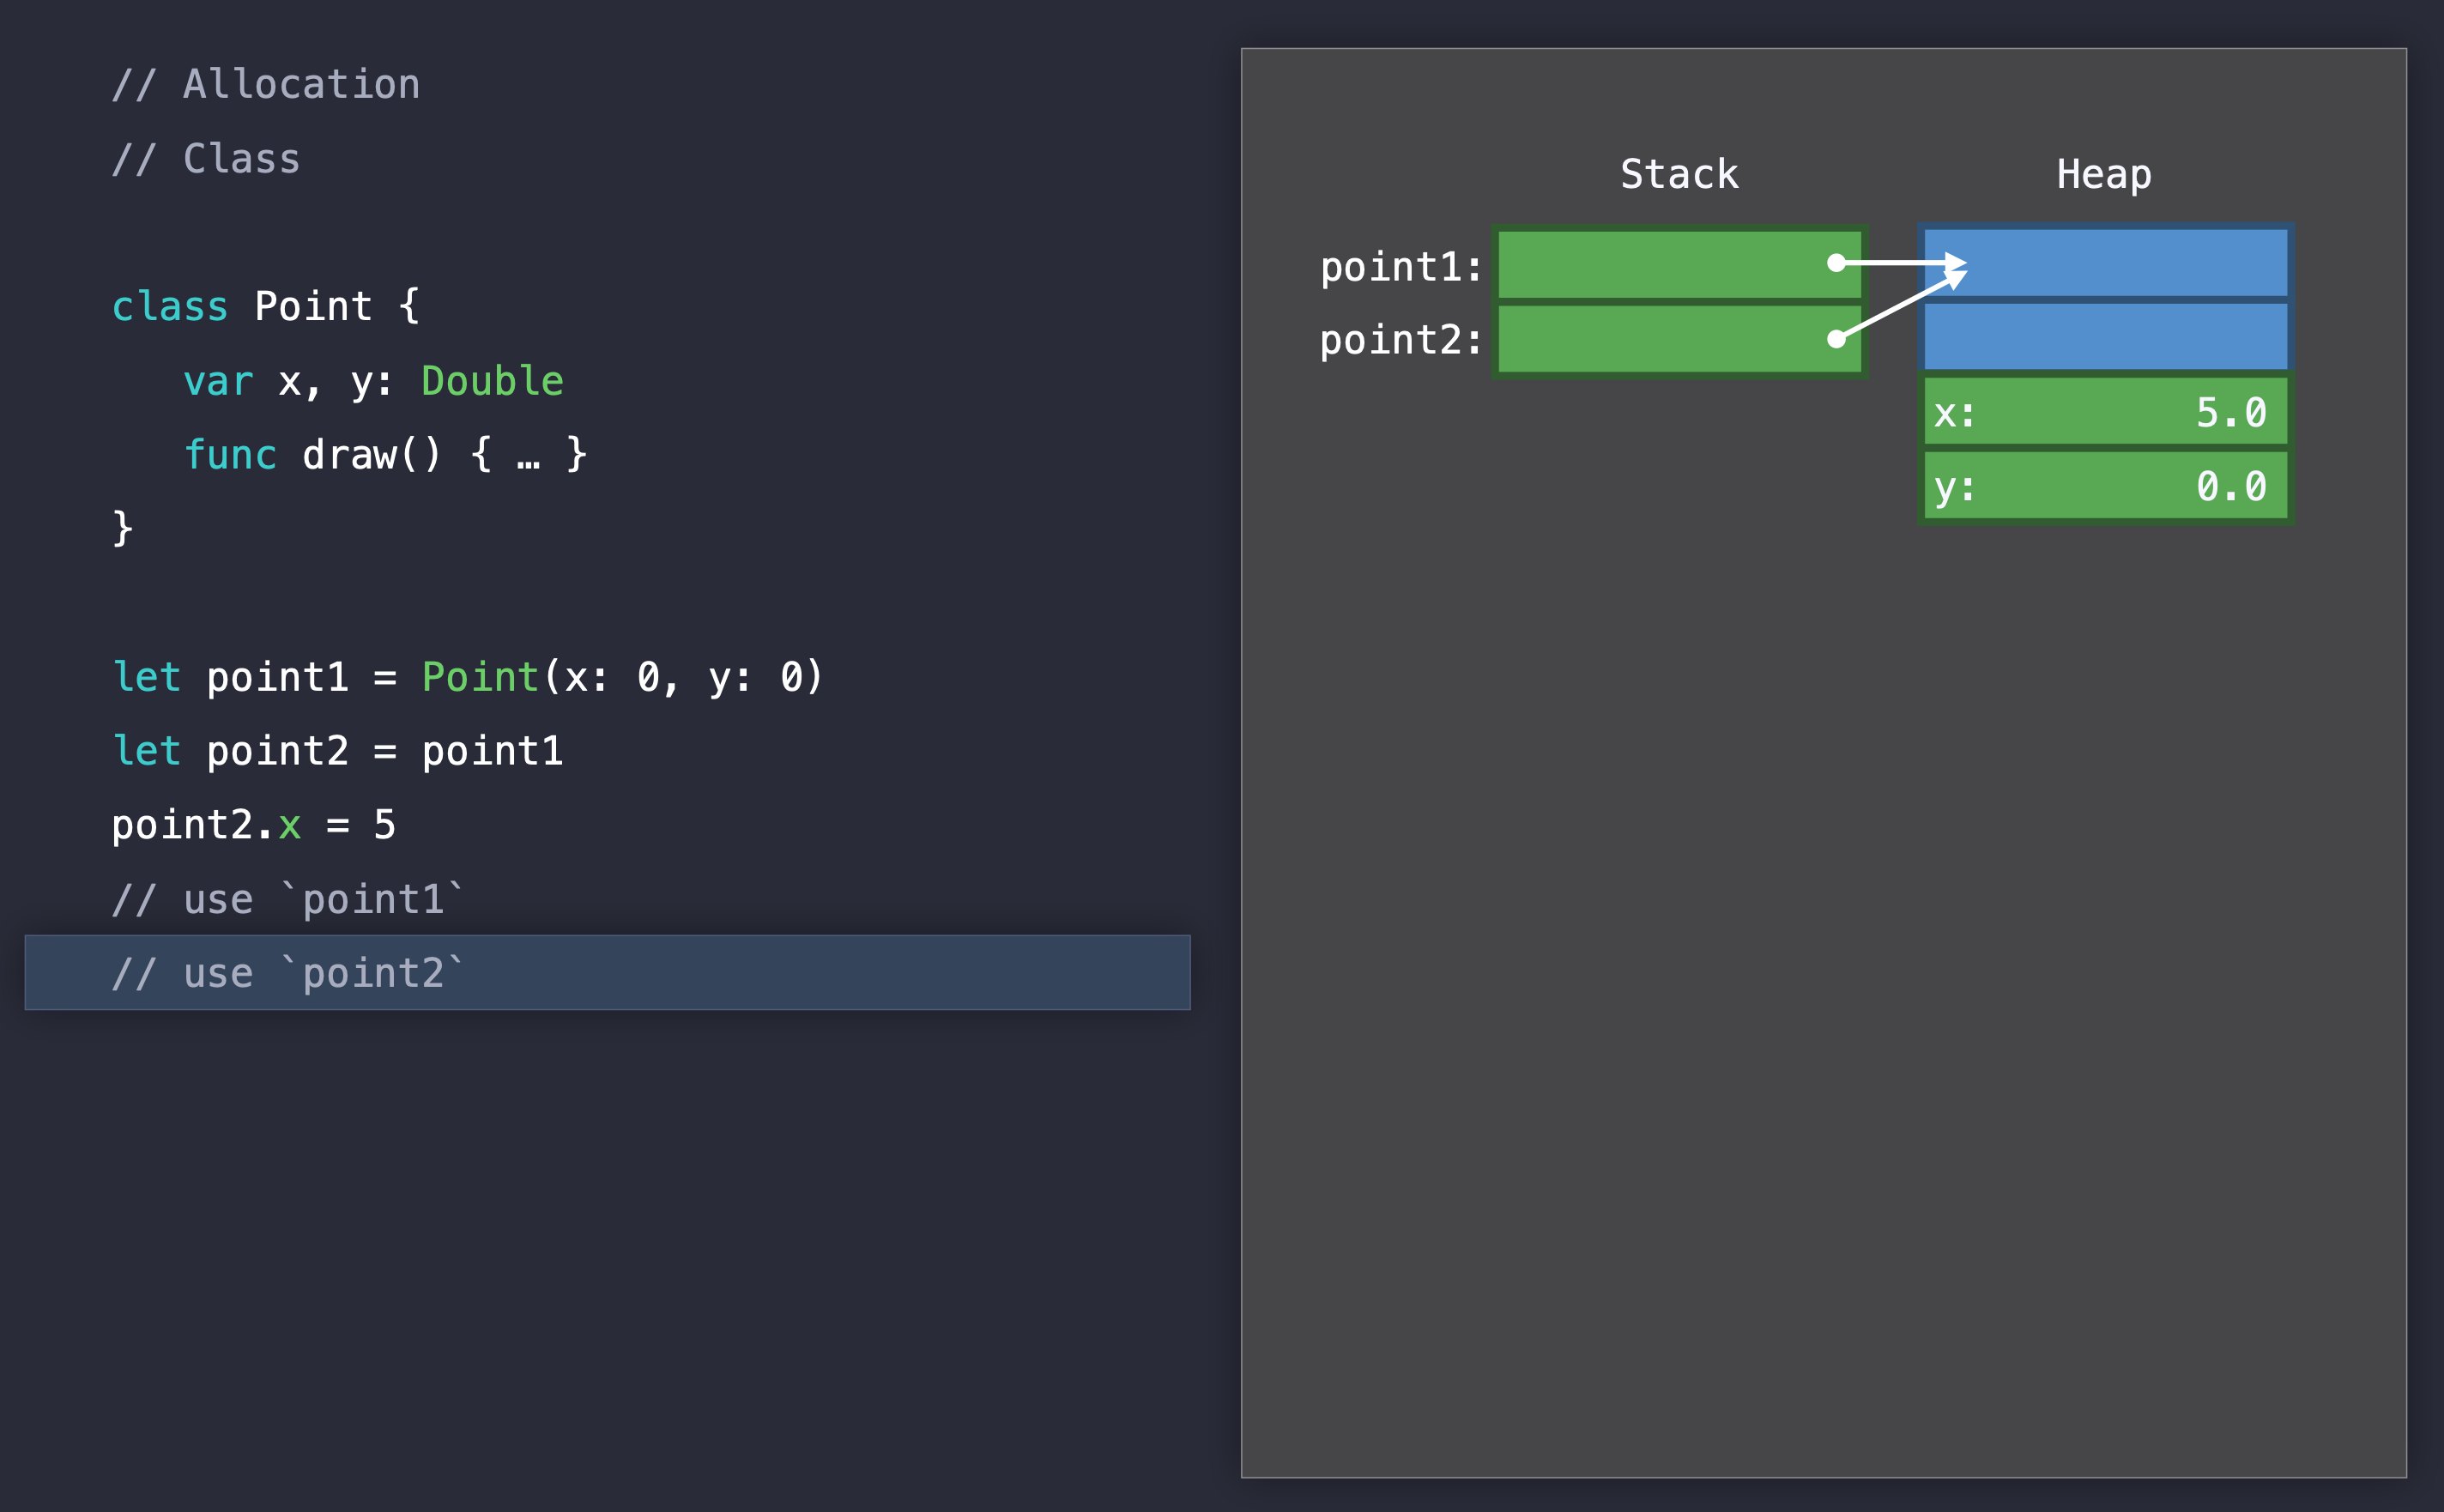 // Allocation
// Class
class Point {
var x, y: Double
func draw() { … }
}
let point1 = Point(x: 0, y: 0)
let point2 = point1
point2.x = 5
// use `point1`
// use `point2`
Stack Heap
point1:
point2:
x: 5.0
y: 0.0